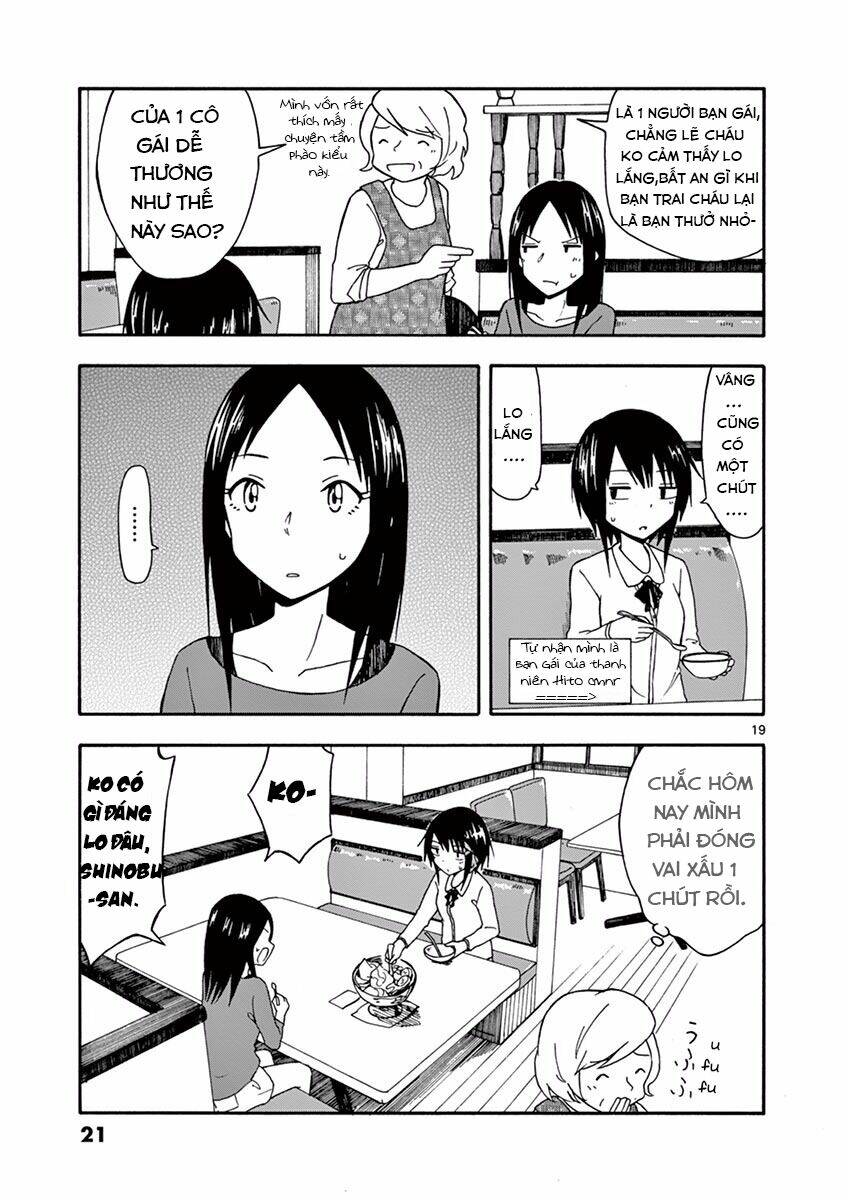 LÀ 1 NGƯỜI BẠN GÁI,
CHẲNG LẼ CHÁU
KO CẢM THẤY LO
LẮNG,BẤT AN GÌ KHI
BẠN TRAI CHÁU LẠI
LÀ BẠN THƯỞ NHỎ-
Mình vốn rất
thích mấy
chuyện tầm
phào kiểu
này.
CỦA 1 CÔ
GÁI DỄ
THƯƠNG
NHƯ THẾ
NÀY SAO?
VÂNG
...
CŨNG
CÓ
MỘT
CHÚT
....
LO
LẮNG
....
Tự nhận mình là
Bạn Gái của thanh
niên Hito cmnr
=====>
........
19
CHẮC HÔM
NAY MÌNH
PHẢI ĐÓNG
VAI XẤU 1
CHÚT RỒI.
KO-
KO CÓ
GÌ ĐÁNG
LO ĐÂU,
SHINOBU
-SAN.
うふふふ
u
fu
fu
21